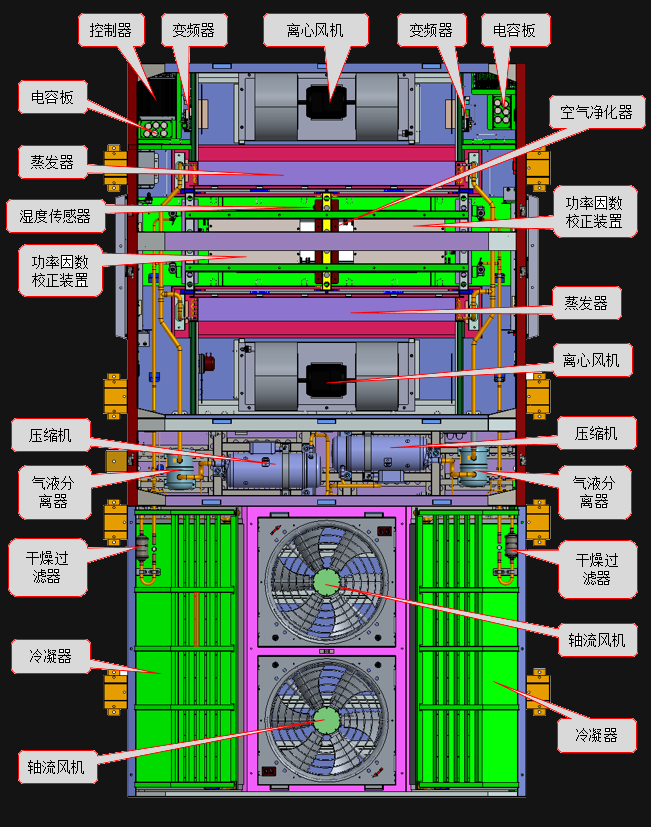 控制器
变频器
离心风机
变频器
电容板
电容板
空气净化器
蒸发器
湿度传感器
功率因数
校正装置
功率因数
校正装置
蒸发器
离心风机
压缩机
压缩机
气液分
离器
气液分
离器
干燥过
滤器
干燥过
滤器
轴流风机
冷凝器
冷凝器
轴流风机